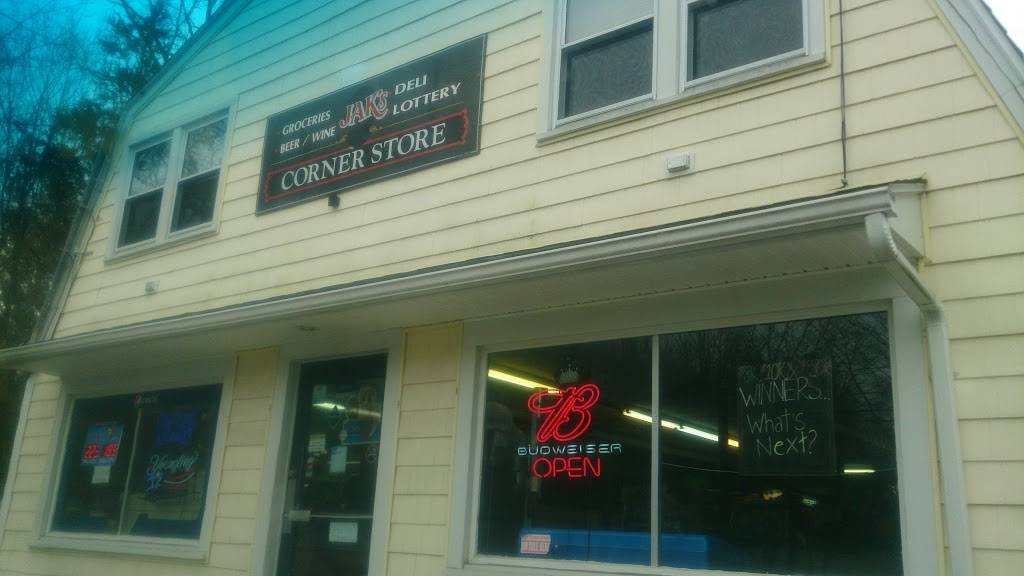 GROCERIES JAK'S DELI
BEER / WINE LOTTERY
CORNER STORE
BUDWEISER
OPEN
WINNERS...
What's
Next?